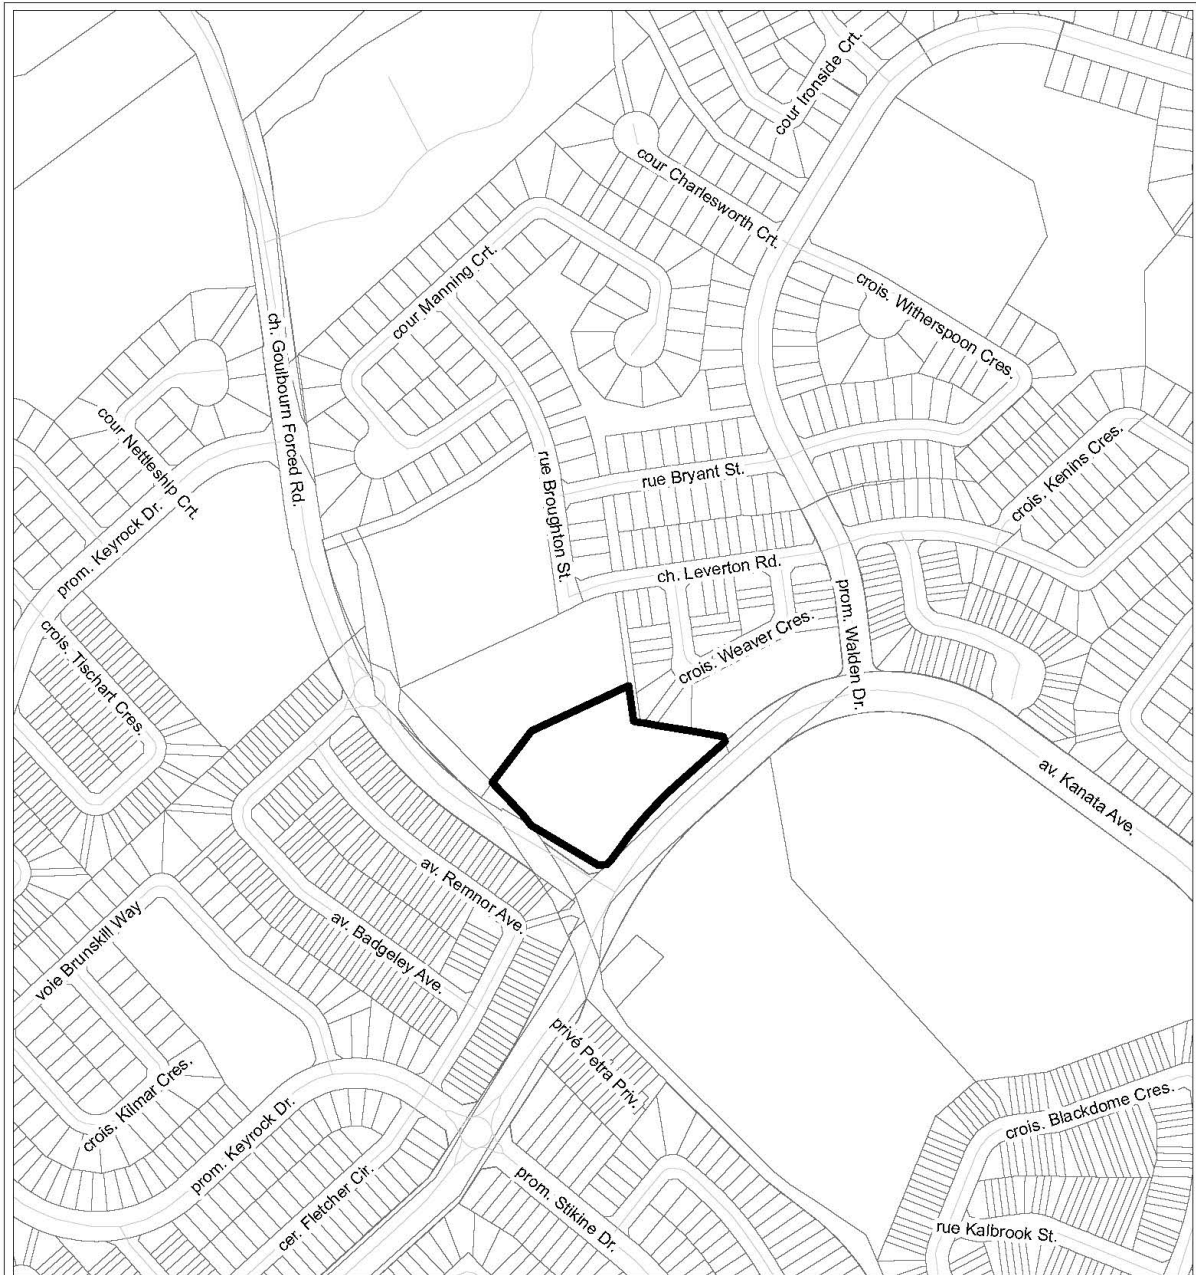 cour Ironside Crt.
cour Charlesworth Crt.
cour Manning Crt.
crois. Witherspoon Cres.
ch. Goulbourn Forced Rd.
cour Nettleship Crt.
crois. Kenins Cres.
rue Bryant St.
rue Broughton St.
prom. Keyrock Dr.
ch. Leverton Rd.
prom. Walden Dr.
crois. Weaver Cres.
crois. Tischart Cres.
av. Kanata Ave.
av. Remnor Ave.
av. Badgeley Ave.
voie Brunskill Way
privé Petra Priv.
crois. Kilmar Cres.
crois. Blackdome Cres.
prom. Keyrock Dr.
cer. Fletcher Cir.
prom. Stikine Dr.
rue Kalbrook St.